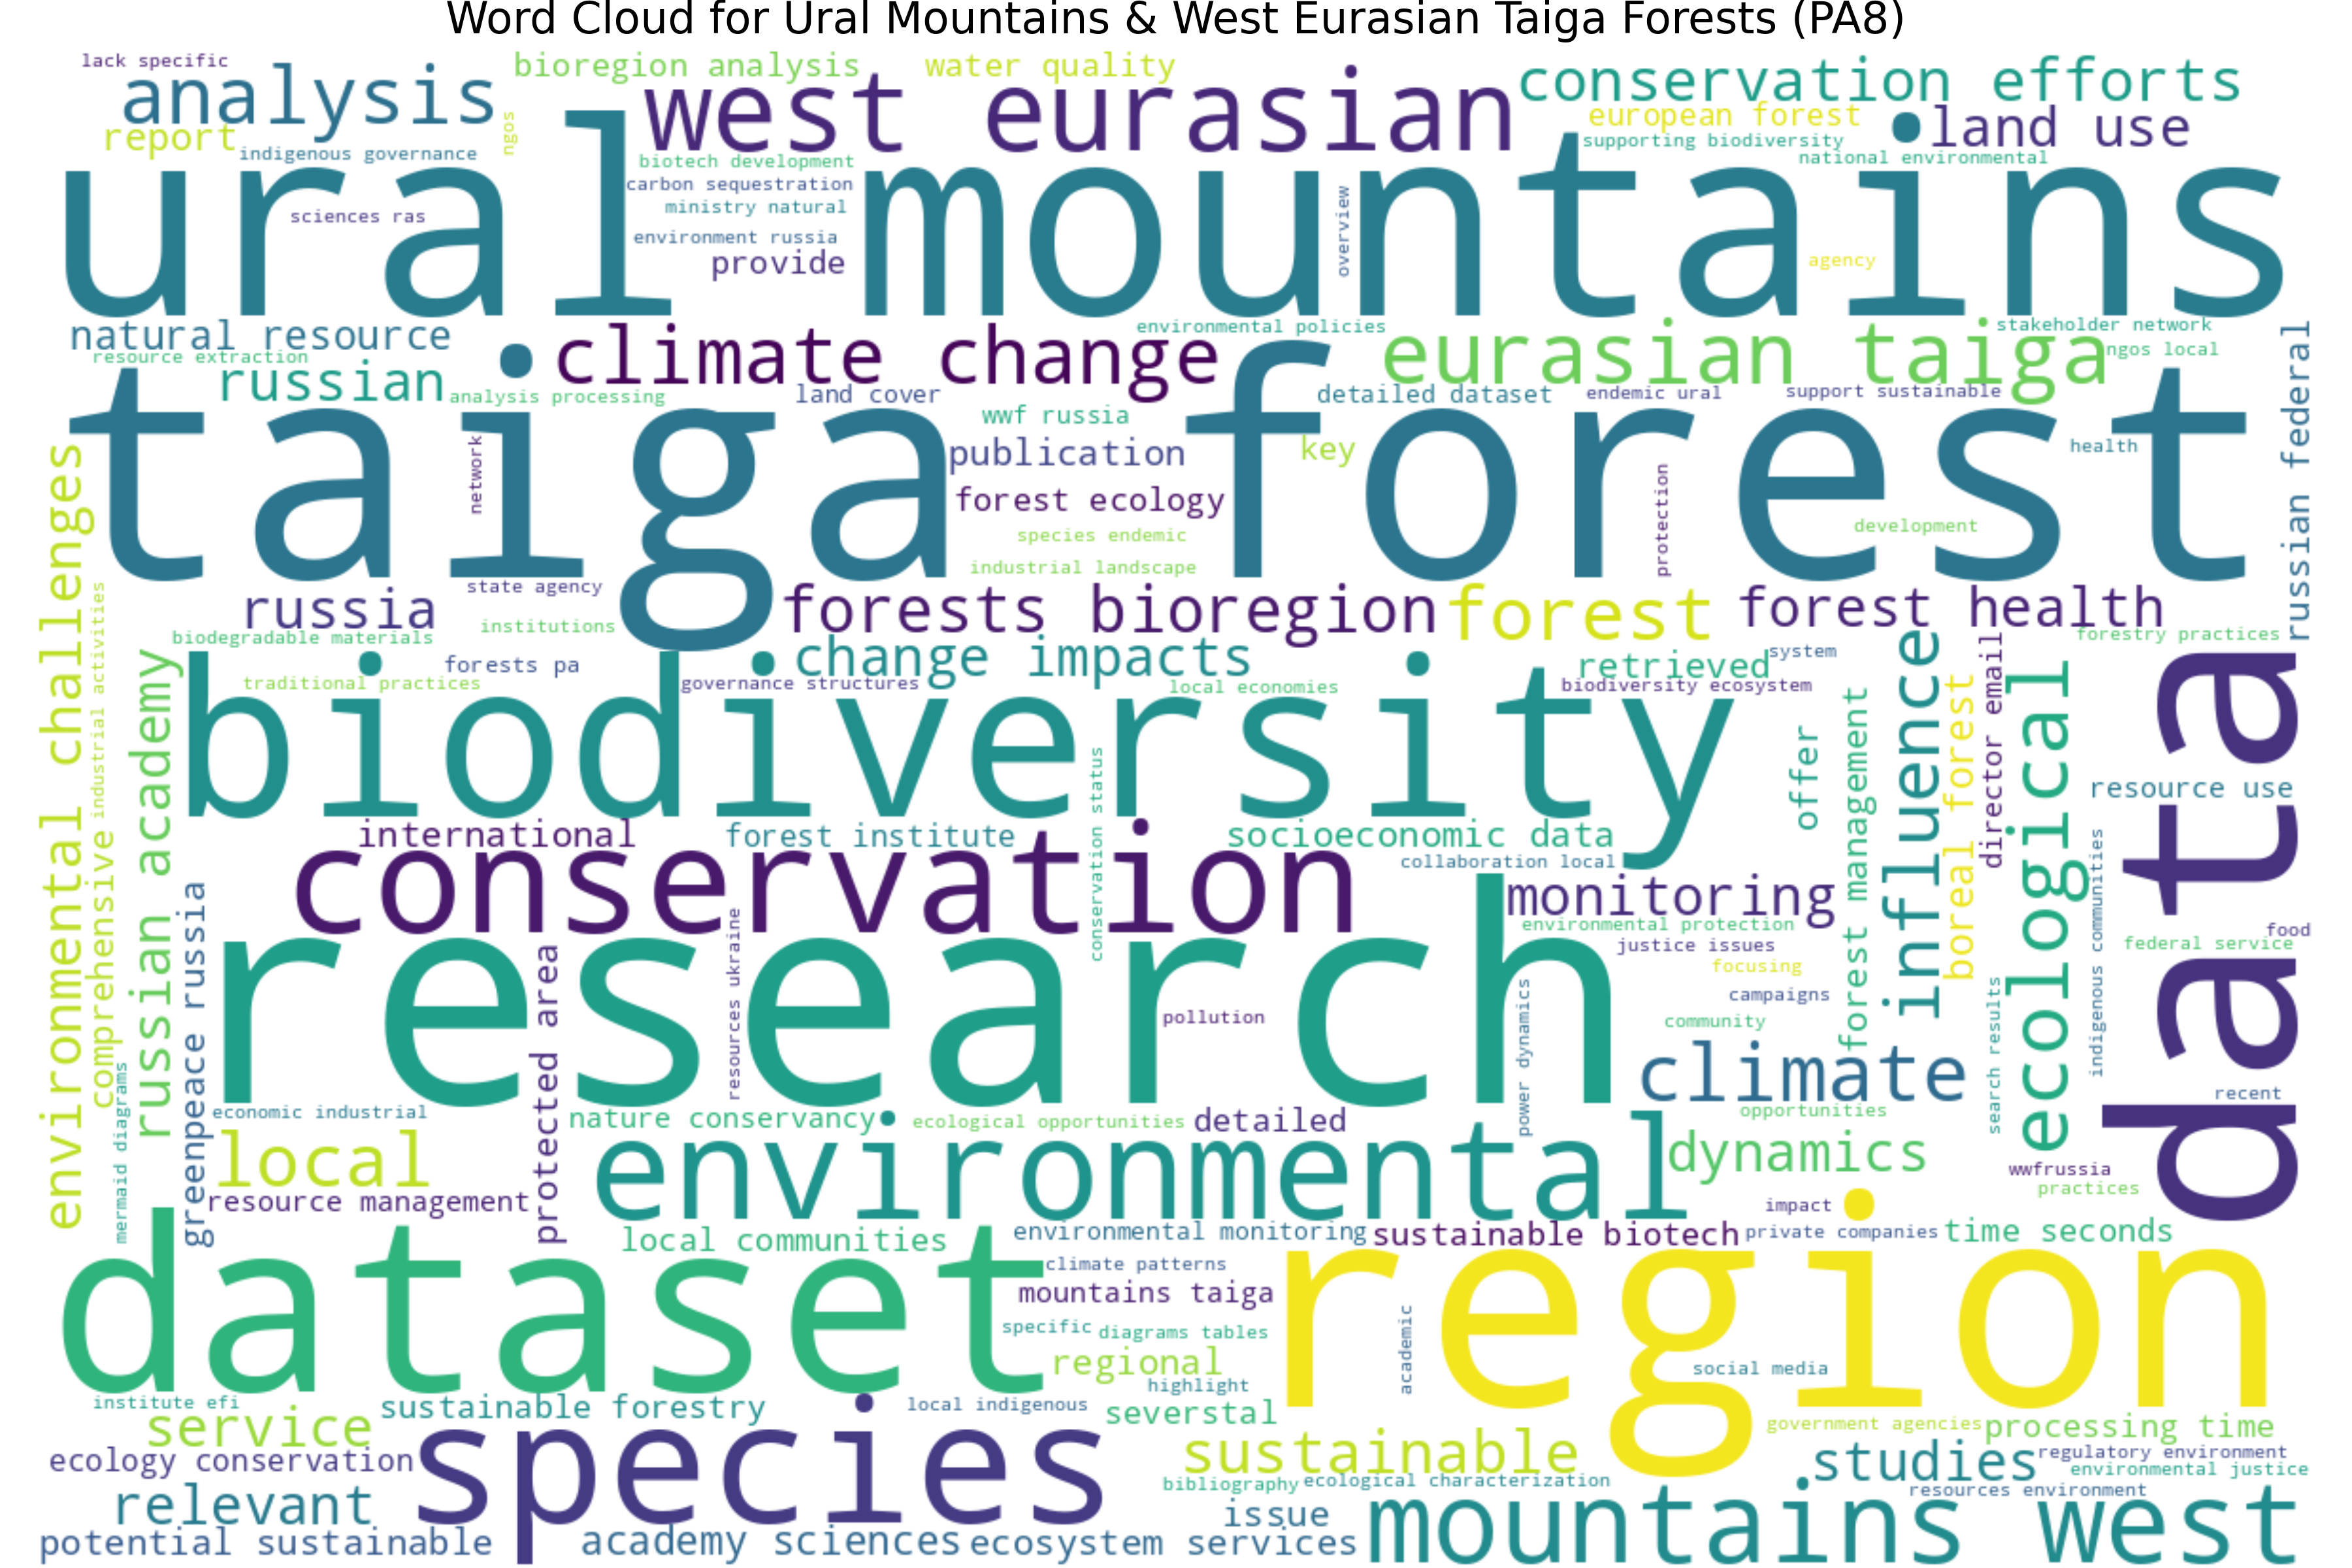 Word Cloud for Ural Mountains & West Eurasian Taiga Forests (PA8)
lack specific
bioregion analysis
water quality
conservation efforts
analysis
west eurasian
european forest
land use
report
ngos
indigenous governance
biotech development
supporting biodiversity
national environmental
ural mountains
carbon sequestration
ministry natural
sciences ras
environment russia
overview
provide
agency
natural resource
climate change
environmental policies
eurasian taiga
stakeholder network
ngos local
russian federal
resource extraction
russian
analysis processing
land cover
detailed dataset
endemic ural
support sustainable
wwf russia
taiga forest
network
publication
key
health
forest ecology
protection
species endemic
development
industrial landscape
environmental challenges
state agency
russia
forests bioregion
forest
forest health
institutions
biodegradable materials
forestry practices
industrial activities
forests pa
change impacts
retrieved
system
traditional practices
governance structures
local economies
biodiversity ecosystem
russian academy
biodiversity
offer
forest management
influence
boreal forest
director email
ecological
data
resource use
conservation status
comprehensive
international
forest institute
socioeconomic data
collaboration local
conservation
monitoring
indigenous communities
greenpeace russia
environmental protection
justice issues
food
federal service
research
resources ukraine
protected area
focusing
campaigns
pollution
power dynamics
community
search results
climate
mermaid diagrams
economic industrial
nature conservancy
ecological opportunities
detailed
opportunities
recent
local
environmental
dynamics
wwfrussia
practices
resource management
impact
local communities
environmental monitoring
sustainable biotech
private companies
time seconds
dataset
climate patterns
mountains taiga
region
specific
diagrams tables
academic
regional
social media
highlight
institute efi
sustainable forestry
local indigenous
severstal
service
government agencies
processing time
ecology conservation
species
sustainable
studies
regulatory environment
environmental justice
bibliography
ecological characterization
resources environment
relevant
issue
mountains west
potential sustainable
academy sciences
ecosystem services